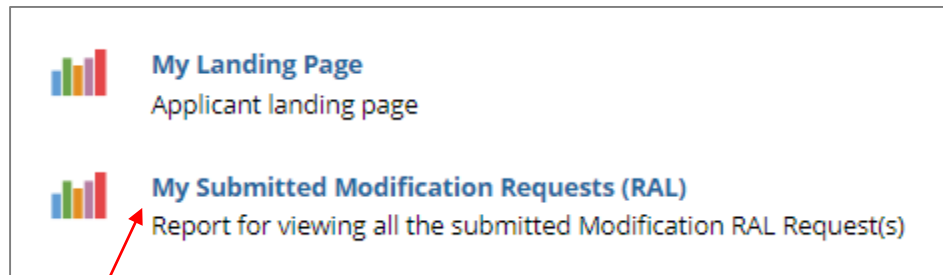 My Landing Page
Applicant landing page
My Submitted Modification Requests (RAL)
Report for viewing all the submitted Modification RAL Request(s)